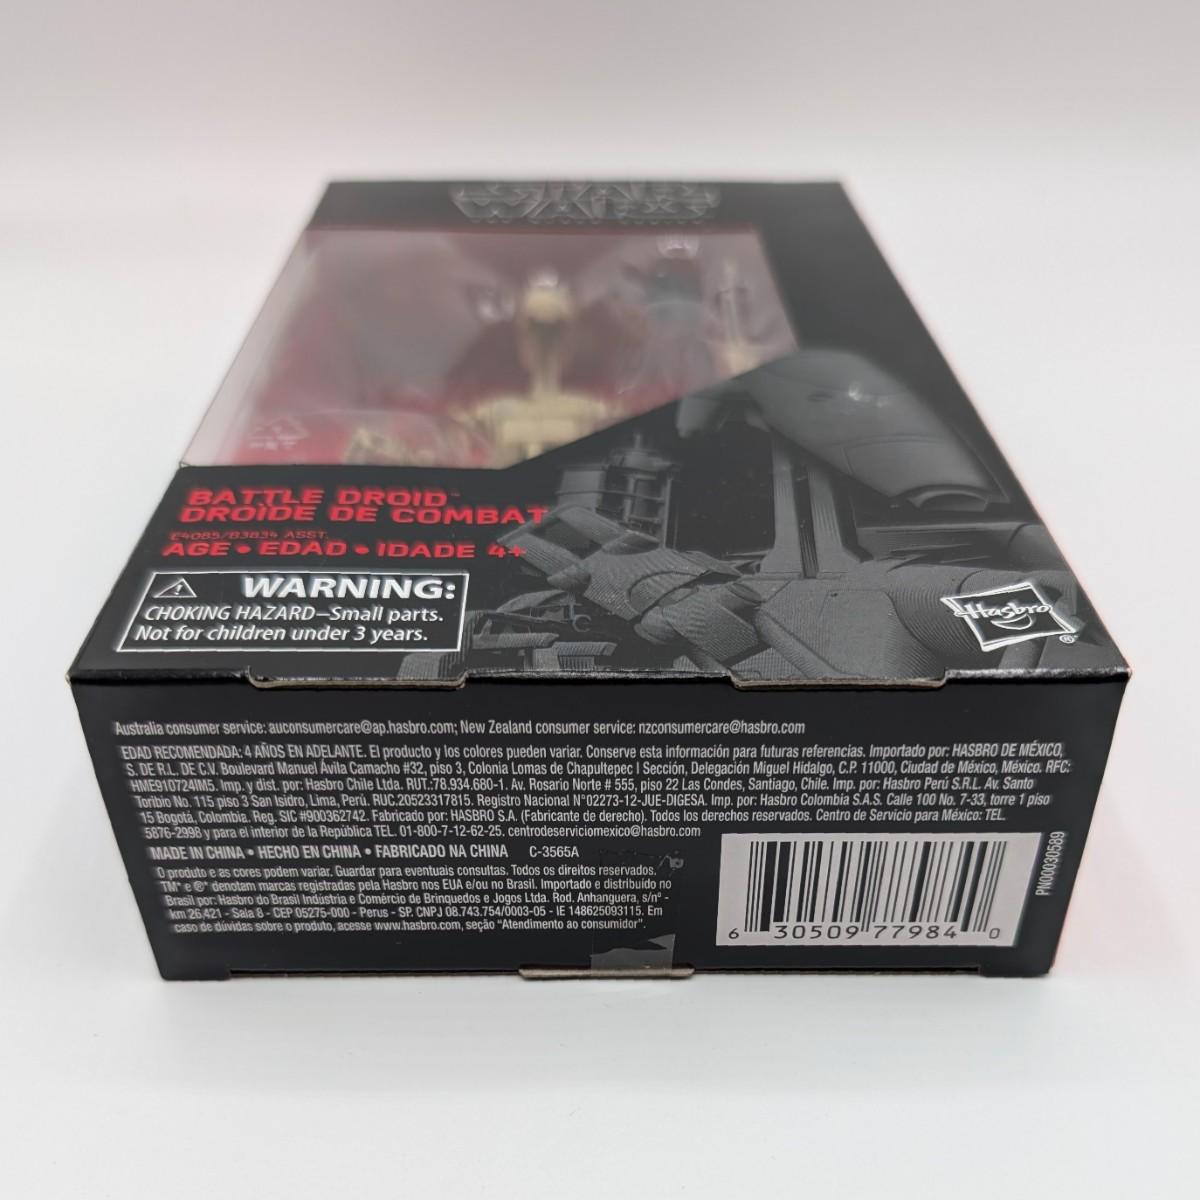 STAR
WARS
BATTLE DROID™
DROÏDE DE COMBAT
E4085/B3834 ASST.
AGE • EDAD • IDADE 4+
WARNING:
CHOKING HAZARD–Small parts.
Not for children under 3 years.
Hasbro®
Australia consumer service: auconsumercare@ap.hasbro.com; New Zealand consumer service: nzconsumercare@hasbro.com
EDAD RECOMENDADA: 4 AÑOS EN ADELANTE. El producto y los colores pueden variar. Conserve esta información para futuras referencias. Importado por: HASBRO DE MÉXICO,
S. DE R.L. DE C.V. Boulevard Manuel Ávila Camacho #32, piso 3, Colonia Lomas de Chapultepec I Sección, Delegación Miguel Hidalgo, C.P. 11000, Ciudad de México, México. RFC:
HME910724IM5. Imp. y dist. por: Hasbro Chile Ltda. RUT.:78.934.680-1. Av. Rosario Norte # 555, piso 22 Las Condes, Santiago, Chile. Imp. por: Hasbro Perú S.R.L. Av. Santo
Toribio No. 115 piso 3 San Isidro, Lima, Perú. RUC.20523317815. Registro Nacional N°02273-12-JUE-DIGESA. Imp. por: Hasbro Colombia S.A.S. Calle 100 No. 7-33, torre 1 piso
15 Bogotá, Colombia. Reg. SIC #900362742. Fabricado por: HASBRO S.A. (Fabricante de derecho). Todos los derechos reservados. Centro de Servicio para México: TEL.
5876-2998 y para el interior de la República TEL. 01-800-7-12-62-25. centrodeserviciomexico@hasbro.com
MADE IN CHINA • HECHO EN CHINA • FABRICADO NA CHINA C-3565A
O produto e as cores podem variar. Guardar para eventuais consultas. Todos os direitos reservados.
TM* e ®* denotam marcas registradas pela Hasbro nos EUA e/ou no Brasil. Importado e distribuído no
Brasil por: Hasbro do Brasil Indústria e Comércio de Brinquedos e Jogos Ltda. Rod. Anhanguera, s/nº -
km 26,421 - Sala 8 - CEP 05275-000 - Perus - SP. CNPJ 08.743.754/0003-05 - IE 148625093115. Em
caso de dúvidas sobre o produto, acesse www.hasbro.com, seção "Atendimento ao consumidor".
PN00030589
6 30509 77984 0